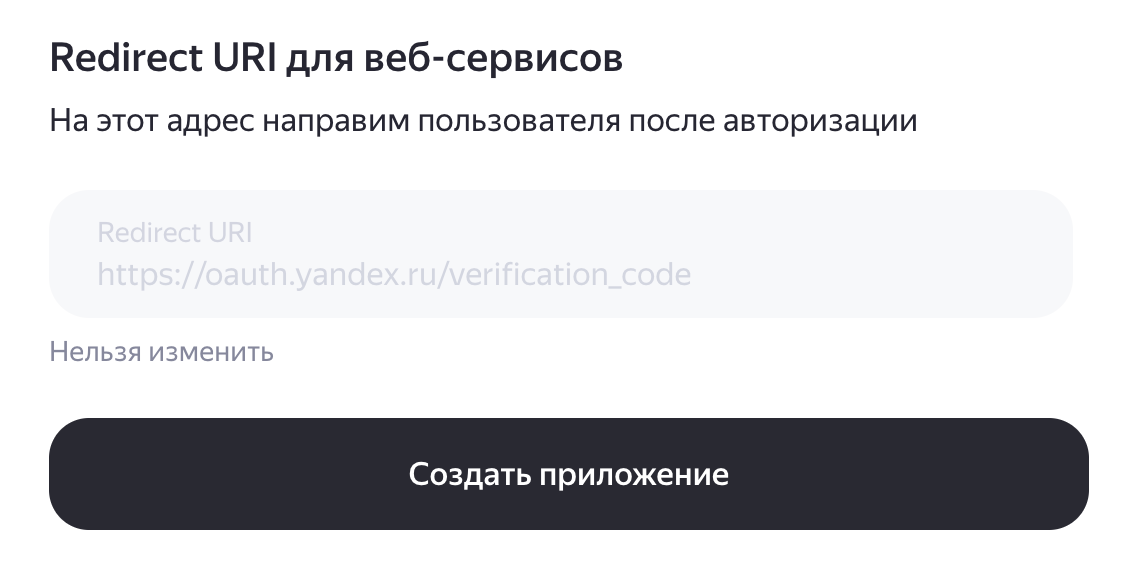 Redirect URI для веб-сервисов
На этот адрес направим пользователя после авторизации
Redirect URI
https://oauth.yandex.ru/verification_code
Нельзя изменить
Создать приложение